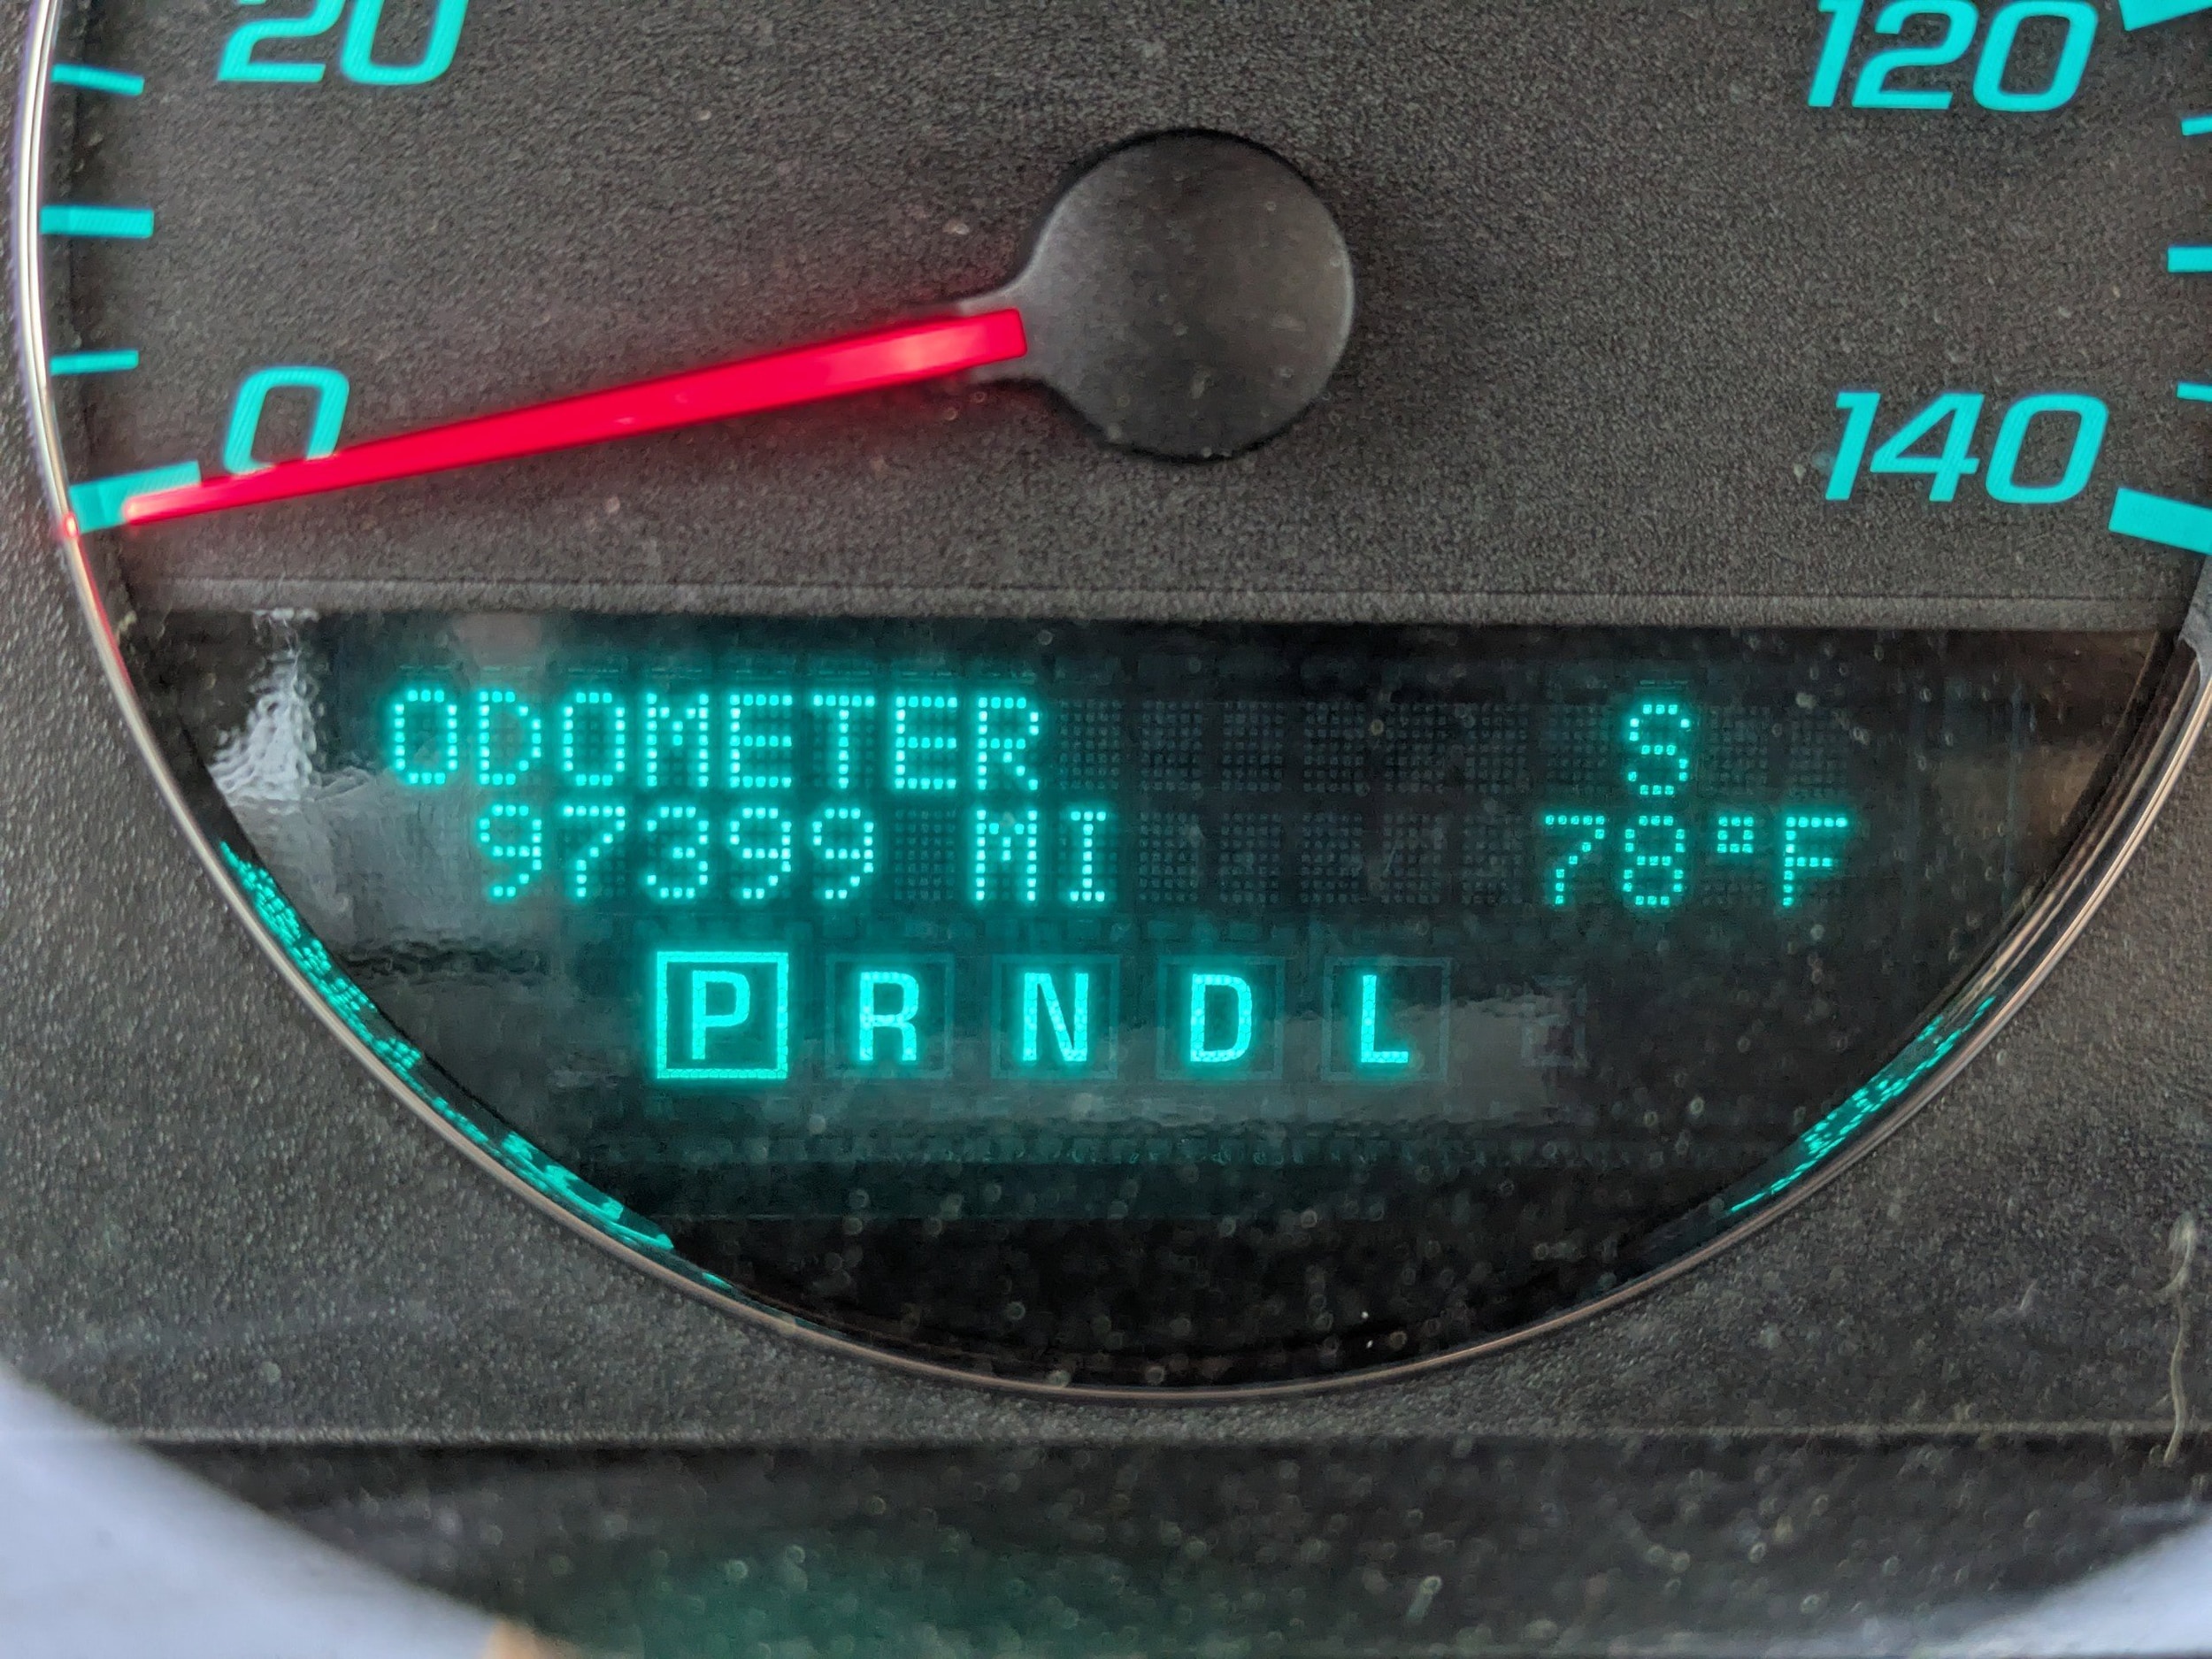 20 120
0 140
ODOMETER S
97399 MI 78°F
P R N D L